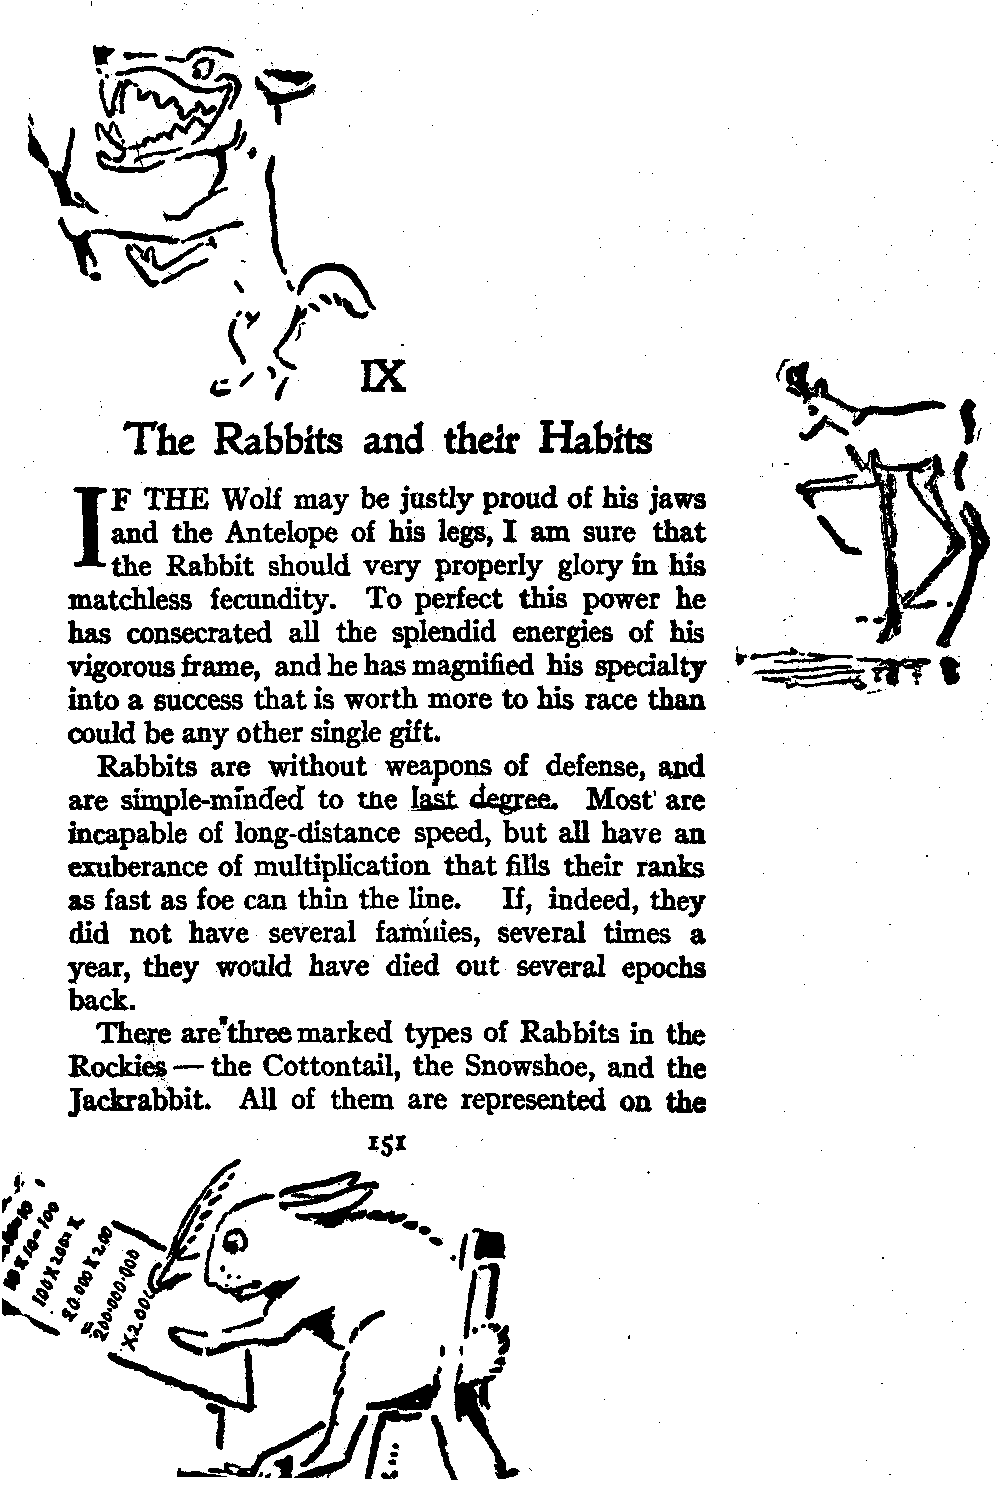 IX
The Rabbits and their Habits
IF THE Wolf may be justly proud of his jaws
and the Antelope of his legs, I am sure that
the Rabbit should very properly glory in his
matchless fecundity. To perfect this power he
has consecrated all the splendid energies of his
vigorous frame, and he has magnified his specialty
into a success that is worth more to his race than
could be any other single gift.
Rabbits are without weapons of defense, and
are simple-minded to the last degree. Most are
incapable of long-distance speed, but all have an
exuberance of multiplication that fills their ranks
as fast as foe can thin the line. If, indeed, they
did not have several families, several times a
year, they would have died out several epochs
back.
There are three marked types of Rabbits in the
Rockies — the Cottontail, the Snowshoe, and the
Jackrabbit. All of them are represented on the
151
10 X 10=100
100 X 200= X
20.000 X 2.00
=
200-000-000
X 2.00